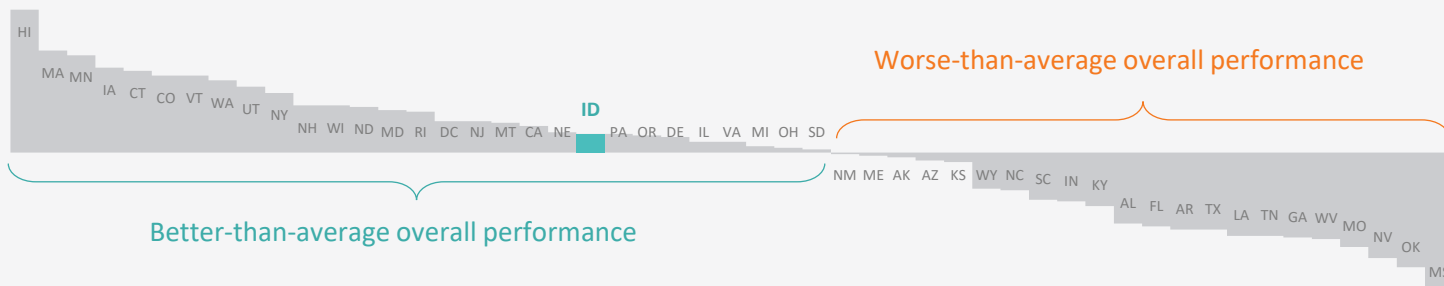 HI
MA MN IA CT CO VT WA UT NY NH WI ND MD RI DC NJ MT CA NE ID PA OR DE IL VA MI OH SD
NM ME AK AZ KS WY NC SC IN KY AL FL AR TX LA TN GA WV MO NV OK MS
Worse-than-average overall performance
Better-than-average overall performance